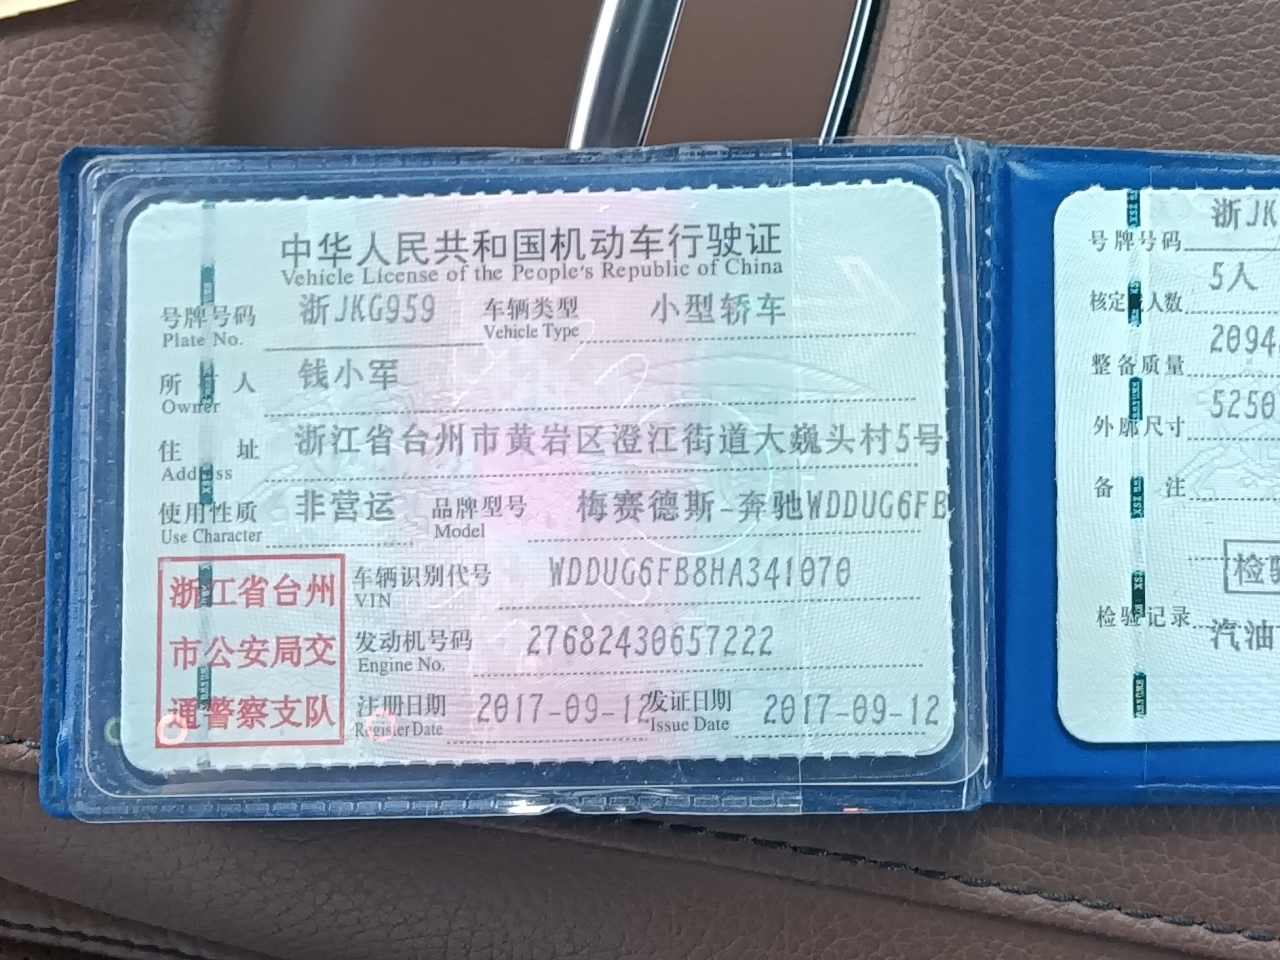 中华人民共和国机动车行驶证
Vehicle License of the People's Republic of China
号牌号码 浙JKG959 车辆类型 小型轿车
Plate No. Vehicle Type
所 人 钱小军
Owner
住 址 浙江省台州市黄岩区澄江街道大巍头村5号
Address
使用性质 非营运 品牌型号 梅赛德斯-奔驰WDDUG6FB
Use Character Model
浙江省台州
市公安局交
通警察支队
车辆识别代号 WDDUG6FB8HA341070
VIN
发动机号码 27682430657222
Engine No.
注册日期 2017-09-12 发证日期 2017-09-12
Register Date Issue Date
号牌号码 浙JK
核定 人数 5人
整备质量 2094
外廓尺寸 5250
备 注
检验记录
汽油